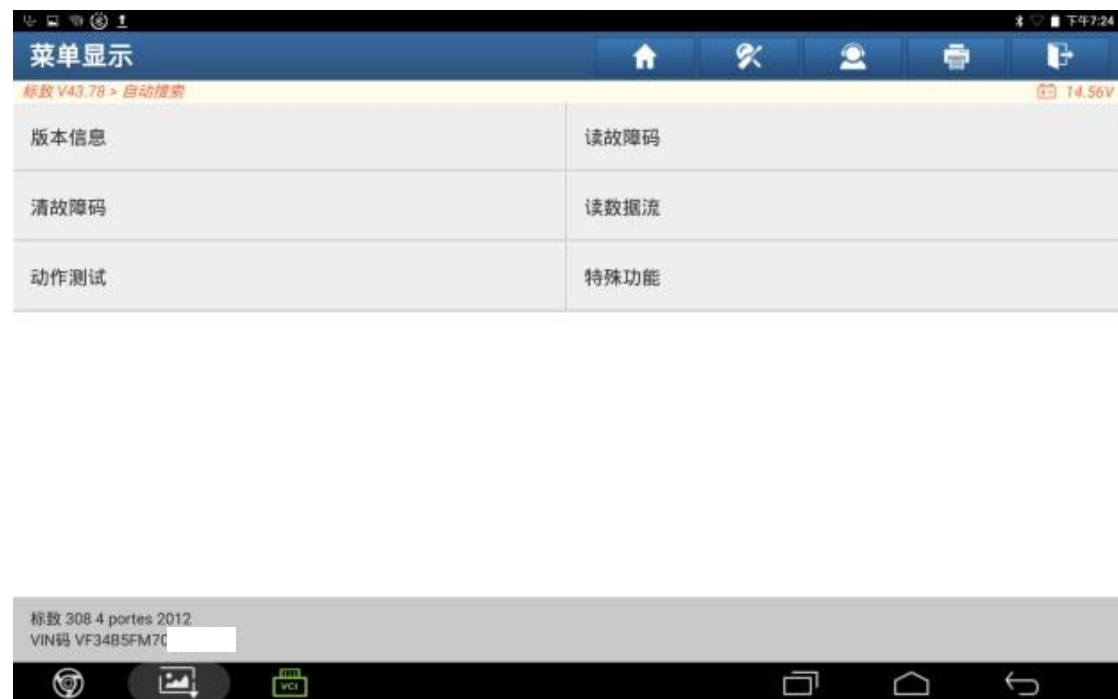 下午7:24
菜单显示
标致 V43.78 > 自动搜索
14.56V
版本信息
读故障码
清故障码
读数据流
动作测试
特殊功能
标致 308 4 portes 2012
VIN码 VF34B5FM70
VCI